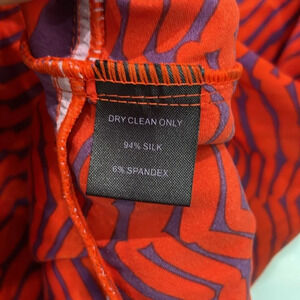 DRY CLEAN ONLY
94% SILK
6% SPANDEX